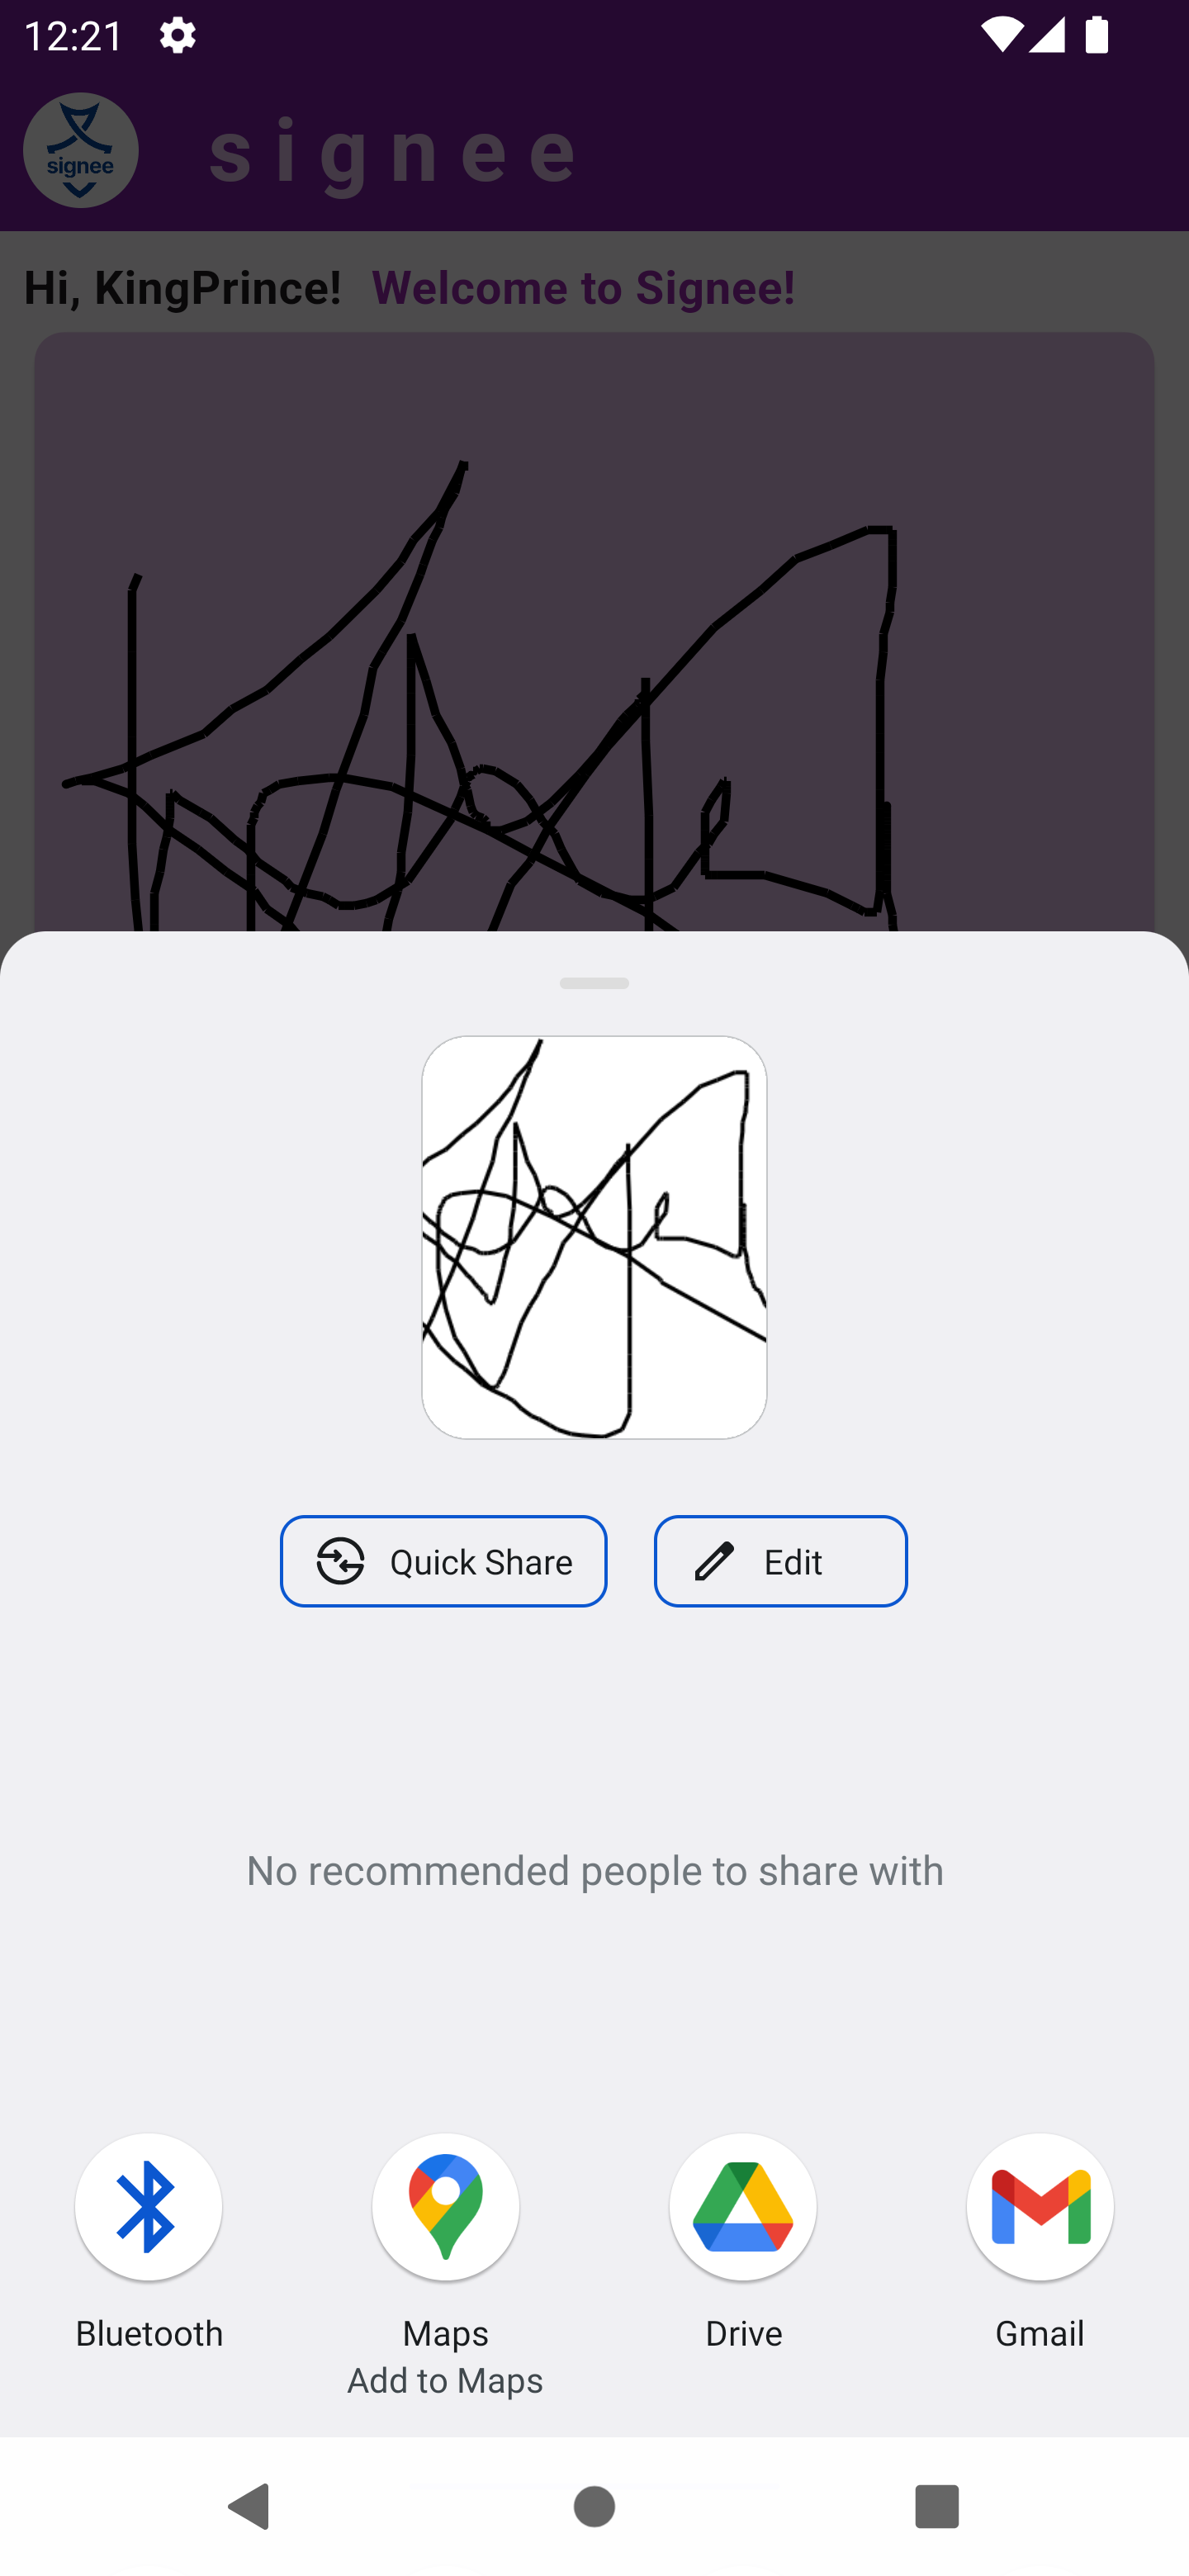 12:21
signee
signee
Hi, KingPrince! Welcome to Signee!
Quick Share
Edit
No recommended people to share with
Bluetooth
Maps
Drive
Gmail
Add to Maps